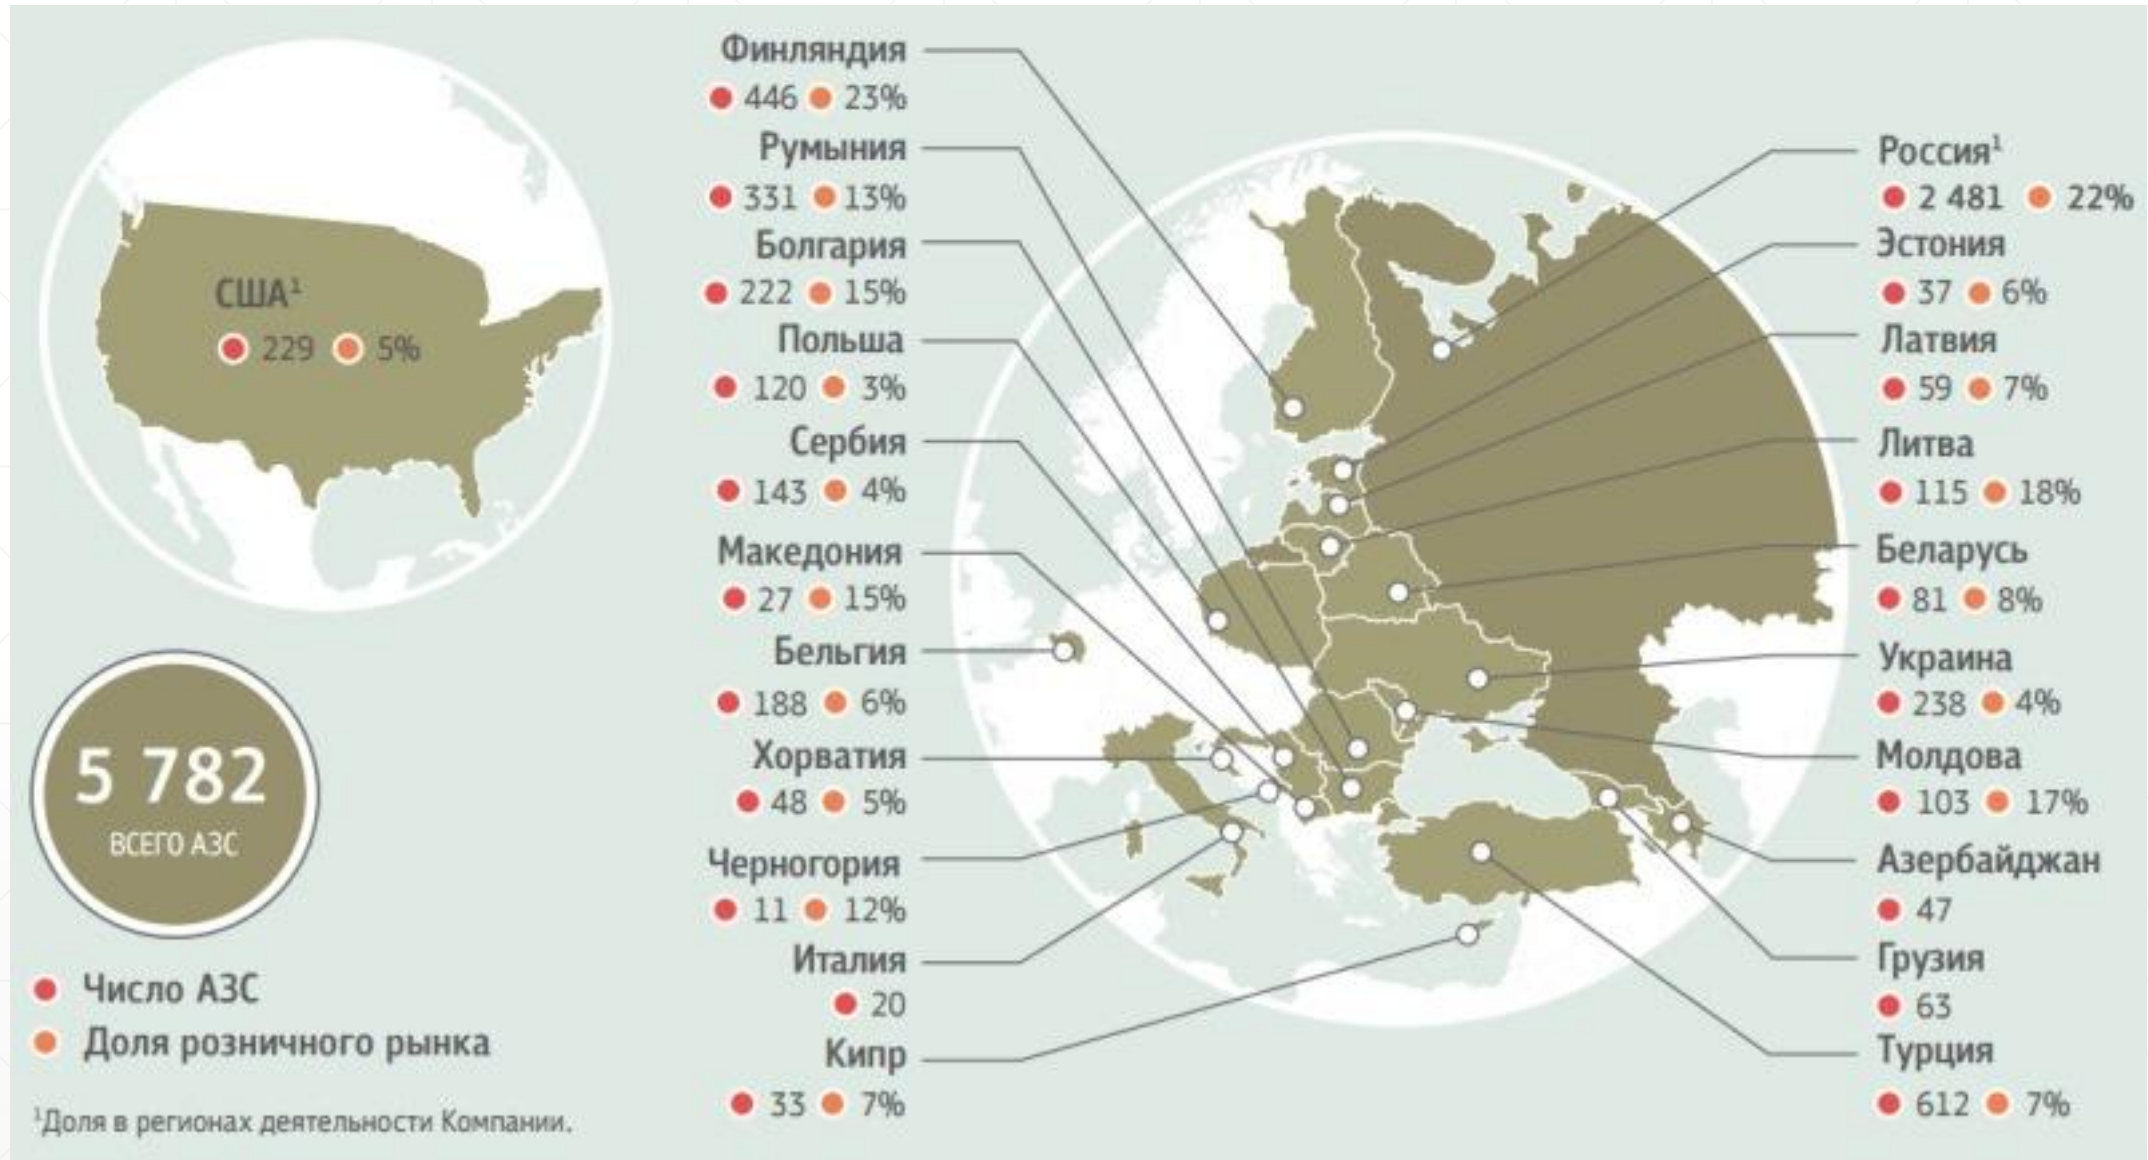 США¹
229 5%
5 782
ВСЕГО АЗС
Число АЗС
Доля розничного рынка
¹Доля в регионах деятельности Компании.
Финляндия
446 23%
Румыния
331 13%
Болгария
222 15%
Польша
120 3%
Сербия
143 4%
Македония
27 15%
Бельгия
188 6%
Хорватия
48 5%
Черногория
11 12%
Италия
20
Кипр
33 7%
Россия¹
2 481 22%
Эстония
37 6%
Латвия
59 7%
Литва
115 18%
Беларусь
81 8%
Украина
238 4%
Молдова
103 17%
Азербайджан
47
Грузия
63
Турция
612 7%